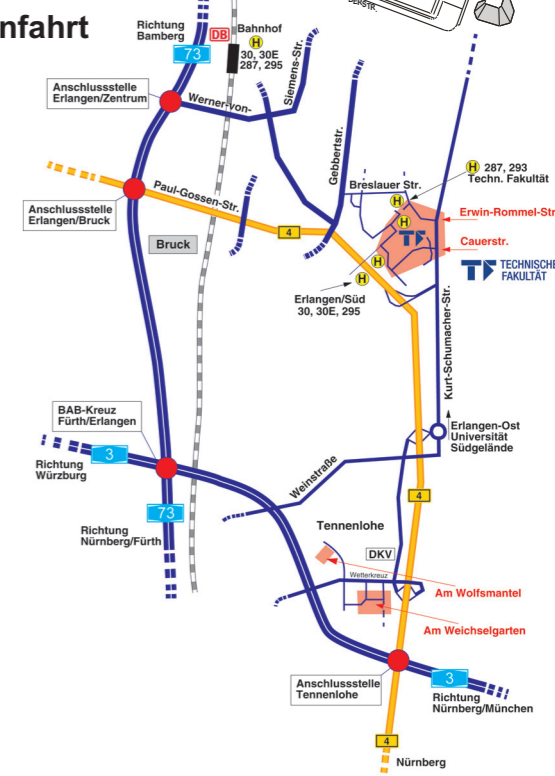 nfahrt
DERSTR.
Richtung
Bamberg
73
DB
Bahnhof
H
30, 30E
287, 295
Siemens-Str.
Anschlussstelle
Erlangen/Zentrum
Werner-von-
Gebbertstr.
Paul-Gossen-Str.
Breslauer Str.
H 287, 293
Techn. Fakultät
H
H
Erwin-Rommel-Str
Anschlussstelle
Erlangen/Bruck
4
Cauerstr.
Bruck
TF
H
H
TF TECHNISCHE
FAKULTÄT
Erlangen/Süd
30, 30E, 295
Kurt-Schumacher-Str.
BAB-Kreuz
Fürth/Erlangen
Erlangen-Ost
Universität
Südgelände
3
Richtung
Würzburg
Weinstraße
4
73
Richtung
Nürnberg/Fürth
Tennenlohe
DKV
Wetterkreuz
Am Wolfsmantel
Am Weichselgarten
Anschlussstelle
Tennenlohe
3
Richtung
Nürnberg/München
4
Nürnberg